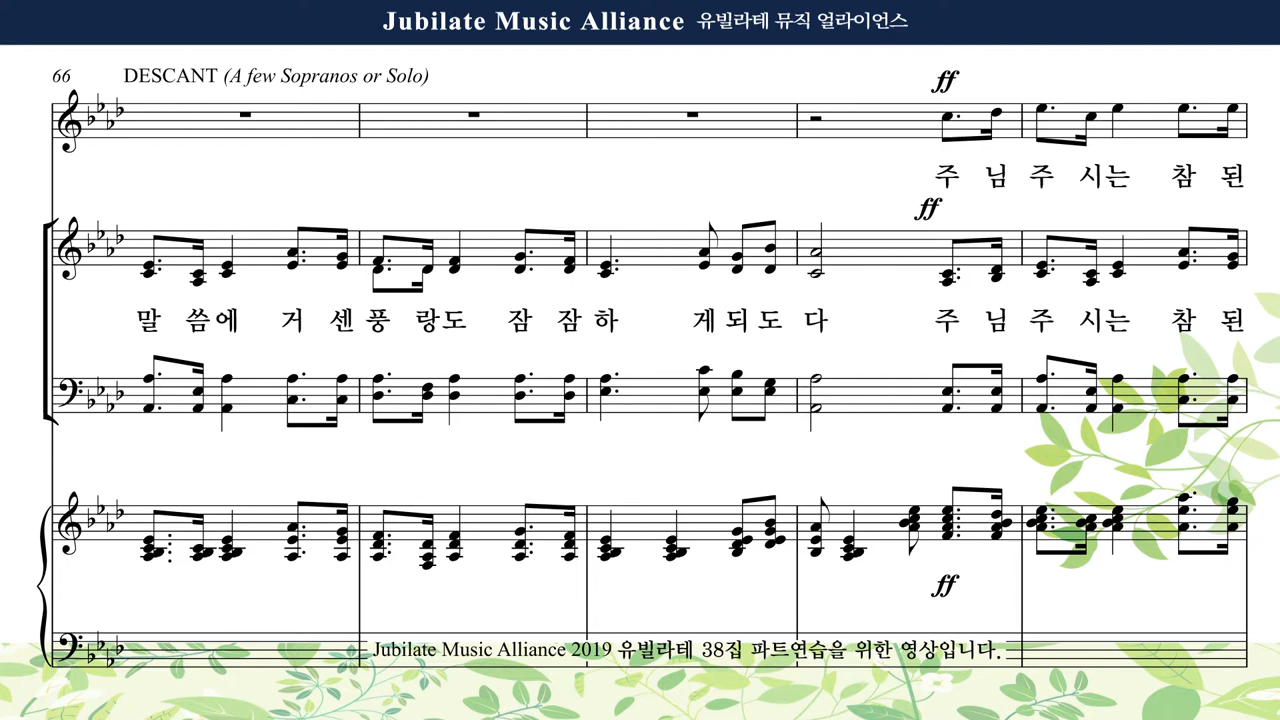 Jubilate Music Alliance 유빌라테 뮤직 얼라이언스
66 DESCANT (A few Sopranos or Solo)
ff
주 님 주 시는 참 된
ff
말 씀에 거 센 풍 랑도 잠 잠 하 게 되 도 다 주 님 주 시는 참 된
ff
Jubilate Music Alliance 2019 유빌라테 38집 파트연습을 위한 영상입니다.